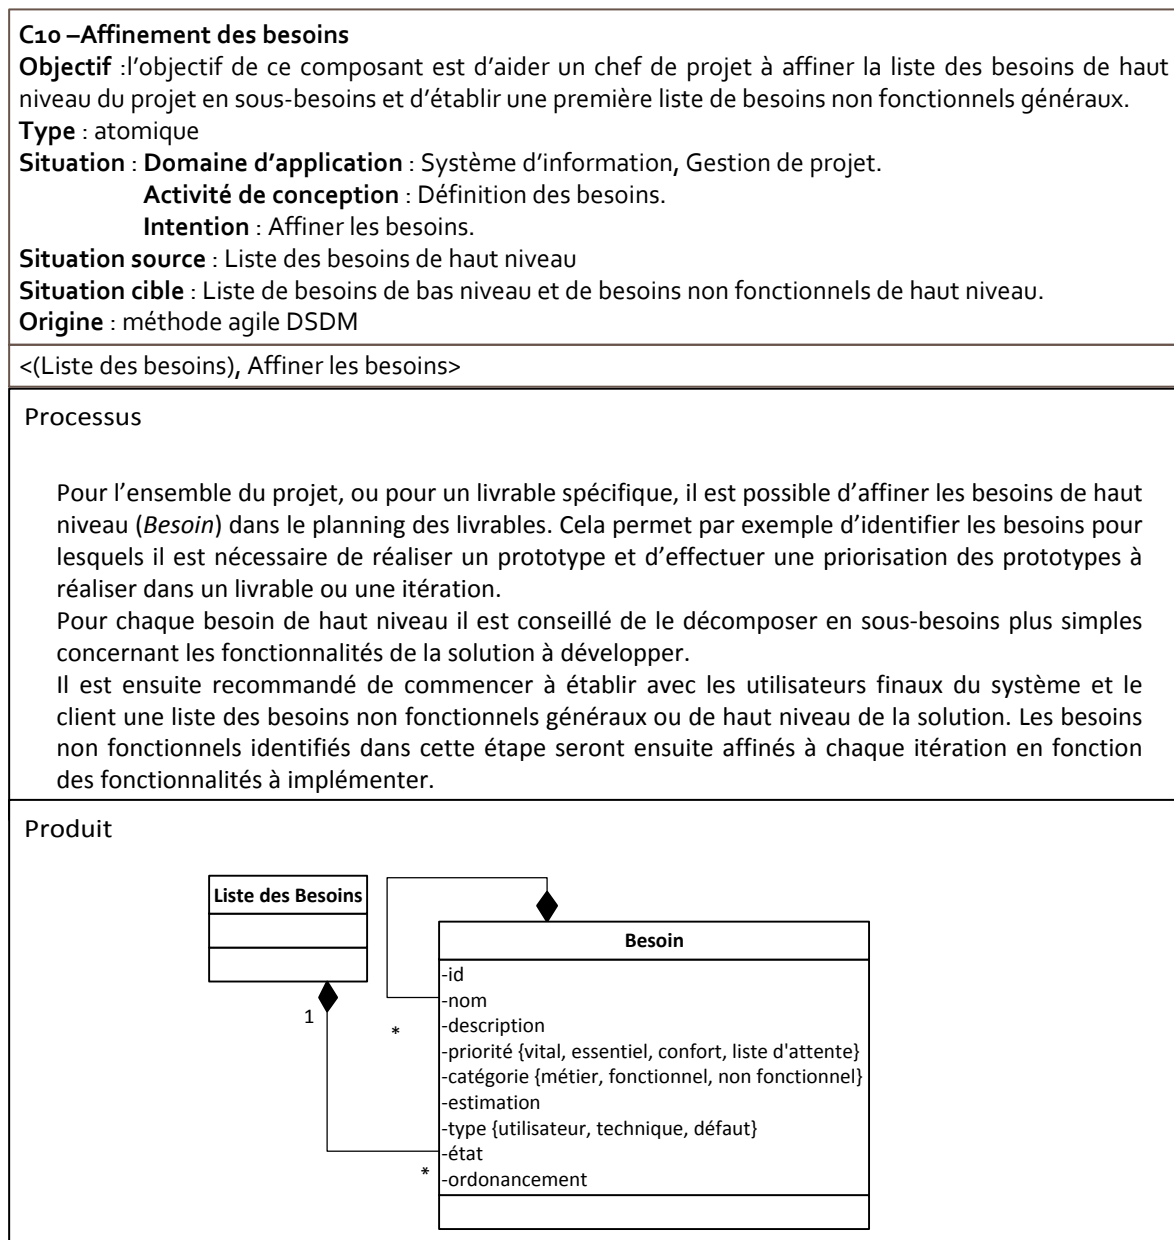 C10 –Affinement des besoins
Objectif :l’objectif de ce composant est d’aider un chef de projet à affiner la liste des besoins de haut
niveau du projet en sous-besoins et d’établir une première liste de besoins non fonctionnels généraux.
Type : atomique
Situation : Domaine d’application : Système d’information, Gestion de projet.
Activité de conception : Définition des besoins.
Intention : Affiner les besoins.
Situation source : Liste des besoins de haut niveau
Situation cible : Liste de besoins de bas niveau et de besoins non fonctionnels de haut niveau.
Origine : méthode agile DSDM
<(Liste des besoins), Affiner les besoins>
Processus
Pour l’ensemble du projet, ou pour un livrable spécifique, il est possible d’affiner les besoins de haut
niveau (Besoin) dans le planning des livrables. Cela permet par exemple d’identifier les besoins pour
lesquels il est nécessaire de réaliser un prototype et d’effectuer une priorisation des prototypes à
réaliser dans un livrable ou une itération.
Pour chaque besoin de haut niveau il est conseillé de le décomposer en sous-besoins plus simples
concernant les fonctionnalités de la solution à développer.
Il est ensuite recommandé de commencer à établir avec les utilisateurs finaux du système et le
client une liste des besoins non fonctionnels généraux ou de haut niveau de la solution. Les besoins
non fonctionnels identifiés dans cette étape seront ensuite affinés à chaque itération en fonction
des fonctionnalités à implémenter.
Produit
Liste des Besoins
1
*
*
Besoin
-id
-nom
-description
-priorité {vital, essentiel, confort, liste d'attente}
-catégorie {métier, fonctionnel, non fonctionnel}
-estimation
-type {utilisateur, technique, défaut}
-état
-ordonancement